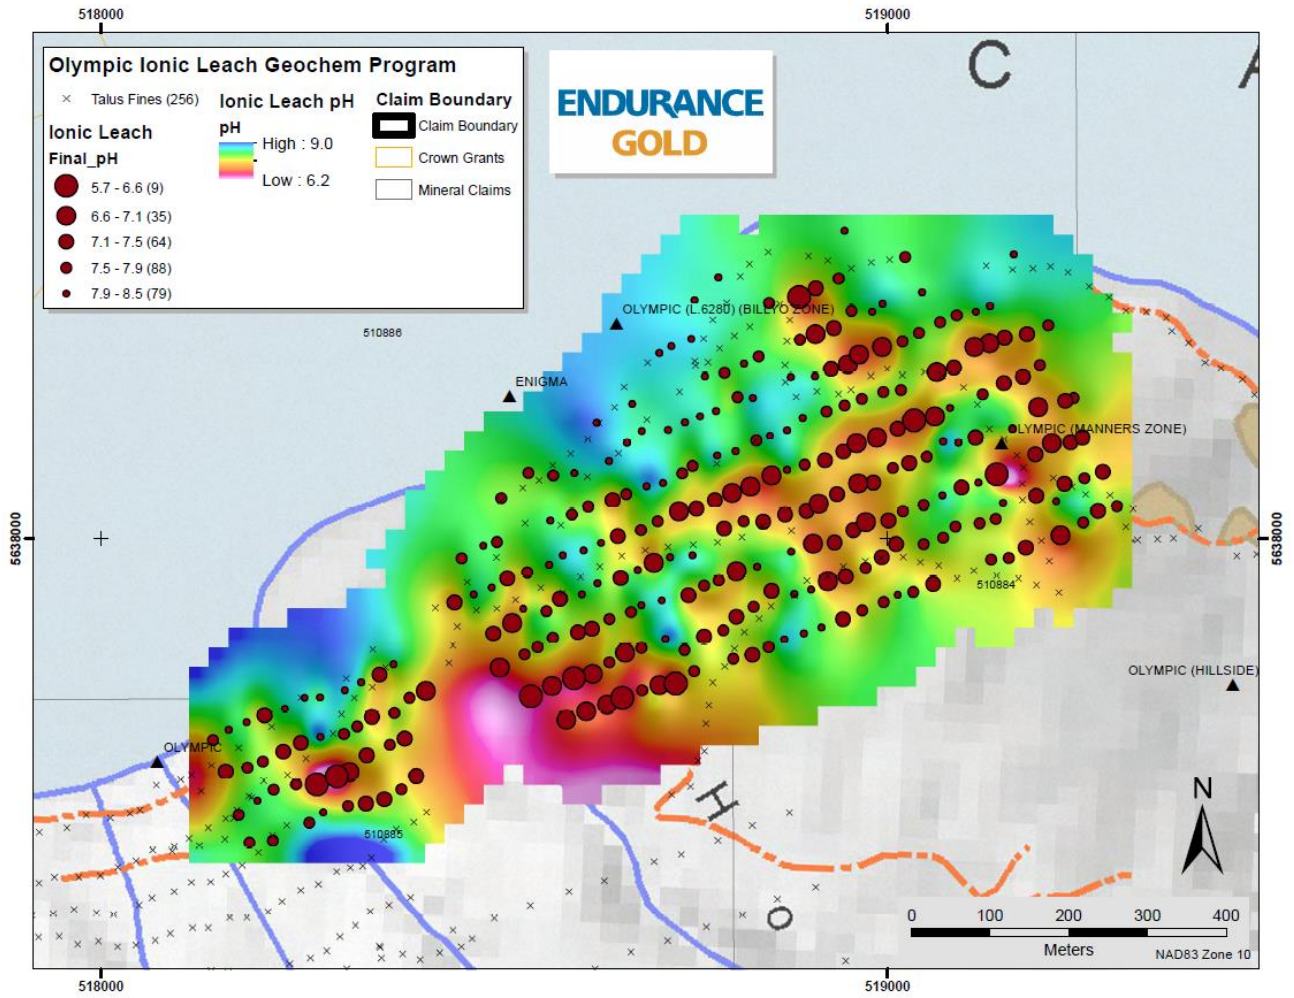 518000
519000
Olympic Ionic Leach Geochem Program
Talus Fines (256)
Ionic Leach
Final_pH
5.7 - 6.6 (9)
6.6 - 7.1 (35)
7.1 - 7.5 (64)
7.5 - 7.9 (88)
7.9 - 8.5 (79)
Ionic Leach pH
pH
High : 9.0
Low : 6.2
Claim Boundary
Claim Boundary
Crown Grants
Mineral Claims
ENDURANCE
GOLD
C
A
OLYMPIC (L.6280) (BILLYO ZONE)
510886
ENIGMA
OLYMPIC (MANNERS ZONE)
5638000
5638000
510884
OLYMPIC (HILLSIDE)
OLYMPIC
H
510885
O
N
0 100 200 300 400
Meters
NAD83 Zone 10
518000
519000